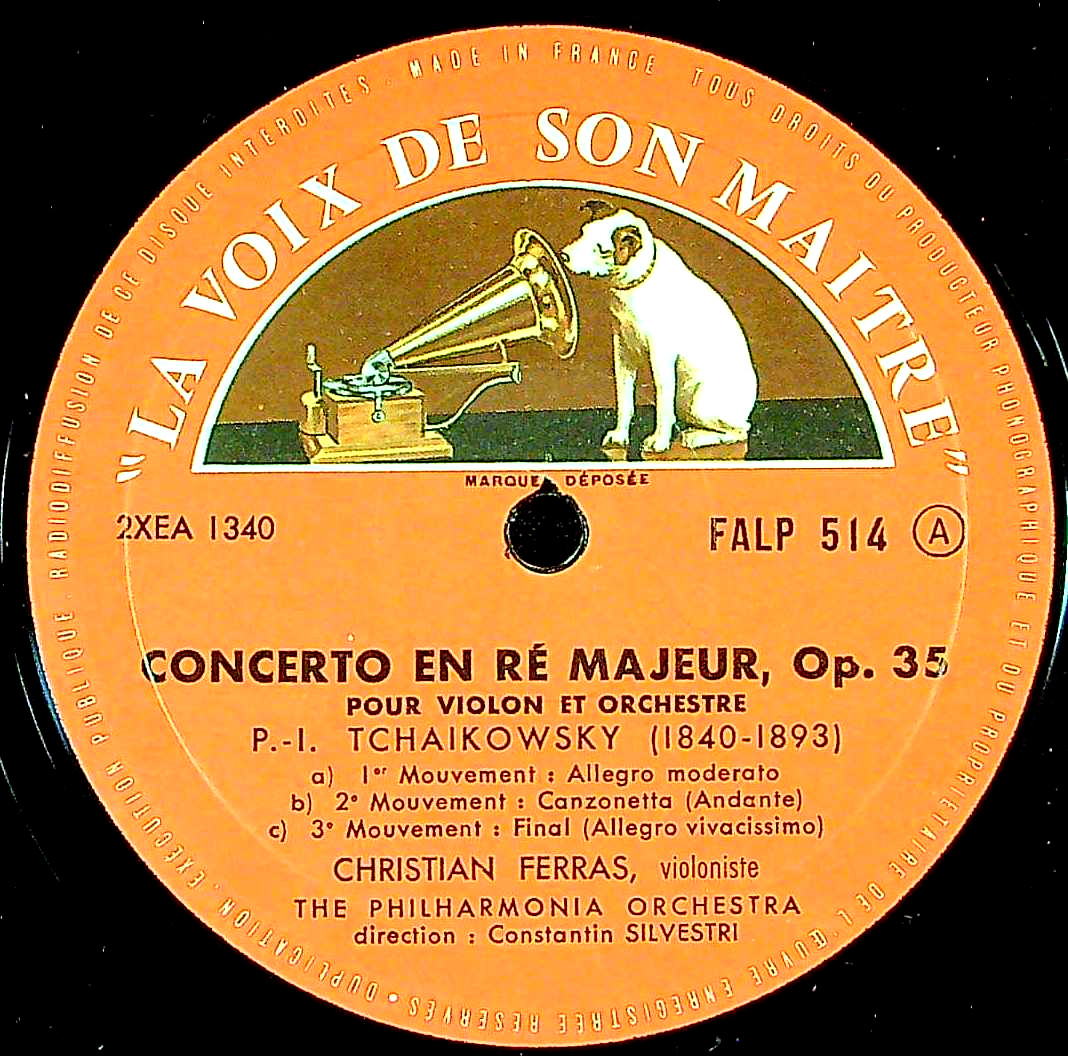 MADE IN FRANCE · TOUS DROITS DU PRODUCTEUR PHONOGRAPHIQUE ET DU PROPRIÉTAIRE DE L'ŒUVRE ENREGISTRÉE RÉSERVÉS • DUPLICATION, EXÉCUTION PUBLIQUE · RADIODIFFUSION DE CE DISQUE INTERDITES ·
"LA VOIX DE SON MAITRE"
MARQUE DÉPOSÉE
2XEA 1340
FALP 514 A
CONCERTO EN RÉ MAJEUR, Op. 35
POUR VIOLON ET ORCHESTRE
P.-I. TCHAIKOWSKY (1840-1893)
a) 1er Mouvement : Allegro moderato
b) 2e Mouvement : Canzonetta (Andante)
c) 3e Mouvement : Final (Allegro vivacissimo)
CHRISTIAN FERRAS, violoniste
THE PHILHARMONIA ORCHESTRA
direction : Constantin SILVESTRI